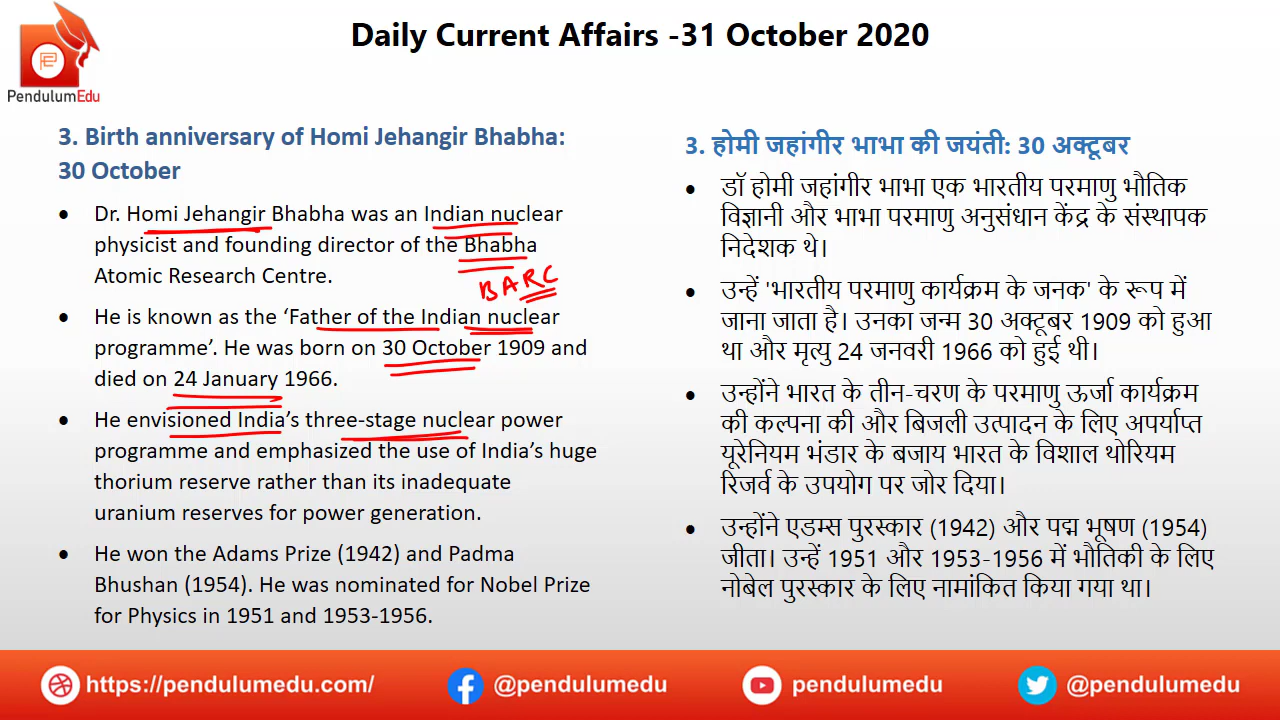 Daily Current Affairs -31 October 2020
PendulumEdu
3. Birth anniversary of Homi Jehangir Bhabha:
30 October
• Dr. Homi Jehangir Bhabha was an Indian nuclear
physicist and founding director of the Bhabha
Atomic Research Centre.
BARC
• He is known as the ‘Father of the Indian nuclear
programme’. He was born on 30 October 1909 and
died on 24 January 1966.
• He envisioned India’s three-stage nuclear power
programme and emphasized the use of India’s huge
thorium reserve rather than its inadequate
uranium reserves for power generation.
• He won the Adams Prize (1942) and Padma
Bhushan (1954). He was nominated for Nobel Prize
for Physics in 1951 and 1953-1956.
3. होमी जहांगीर भाभा की जयंती: 30 अक्टूबर
• डॉ होमी जहांगीर भाभा एक भारतीय परमाणु भौतिक
विज्ञानी और भाभा परमाणु अनुसंधान केंद्र के संस्थापक
निदेशक थे।
• उन्हें 'भारतीय परमाणु कार्यक्रम के जनक' के रूप में
जाना जाता है। उनका जन्म 30 अक्टूबर 1909 को हुआ
था और मृत्यु 24 जनवरी 1966 को हुई थी।
• उन्होंने भारत के तीन-चरण के परमाणु ऊर्जा कार्यक्रम
की कल्पना की और बिजली उत्पादन के लिए अपर्याप्त
यूरेनियम भंडार के बजाय भारत के विशाल थोरियम
रिजर्व के उपयोग पर जोर दिया।
• उन्होंने एडम्स पुरस्कार (1942) और पद्म भूषण (1954)
जीता। उन्हें 1951 और 1953-1956 में भौतिकी के लिए
नोबेल पुरस्कार के लिए नामांकित किया गया था।
https://pendulumedu.com/
@pendulumedu
pendulumedu
@pendulumedu